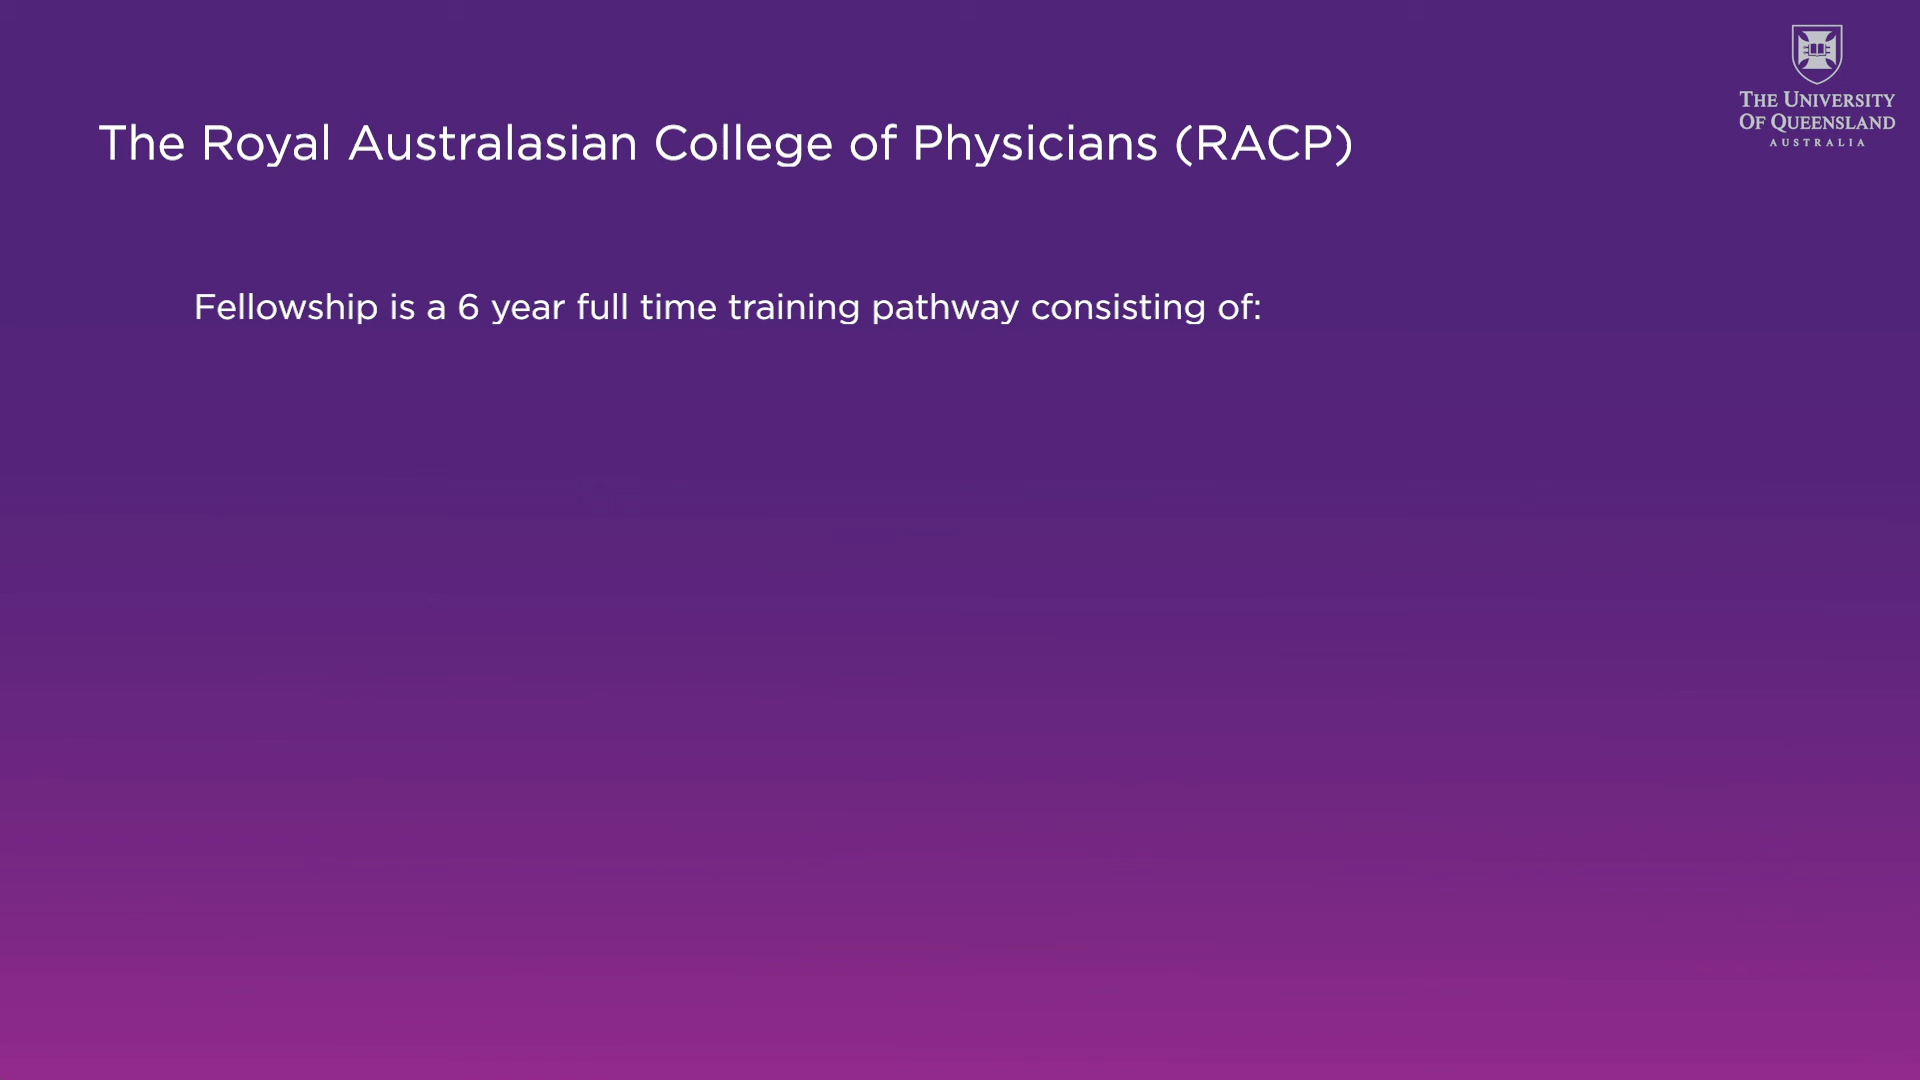 THE UNIVERSITY
OF QUEENSLAND
AUSTRALIA
The Royal Australasian College of Physicians (RACP)
Fellowship is a 6 year full time training pathway consisting of: